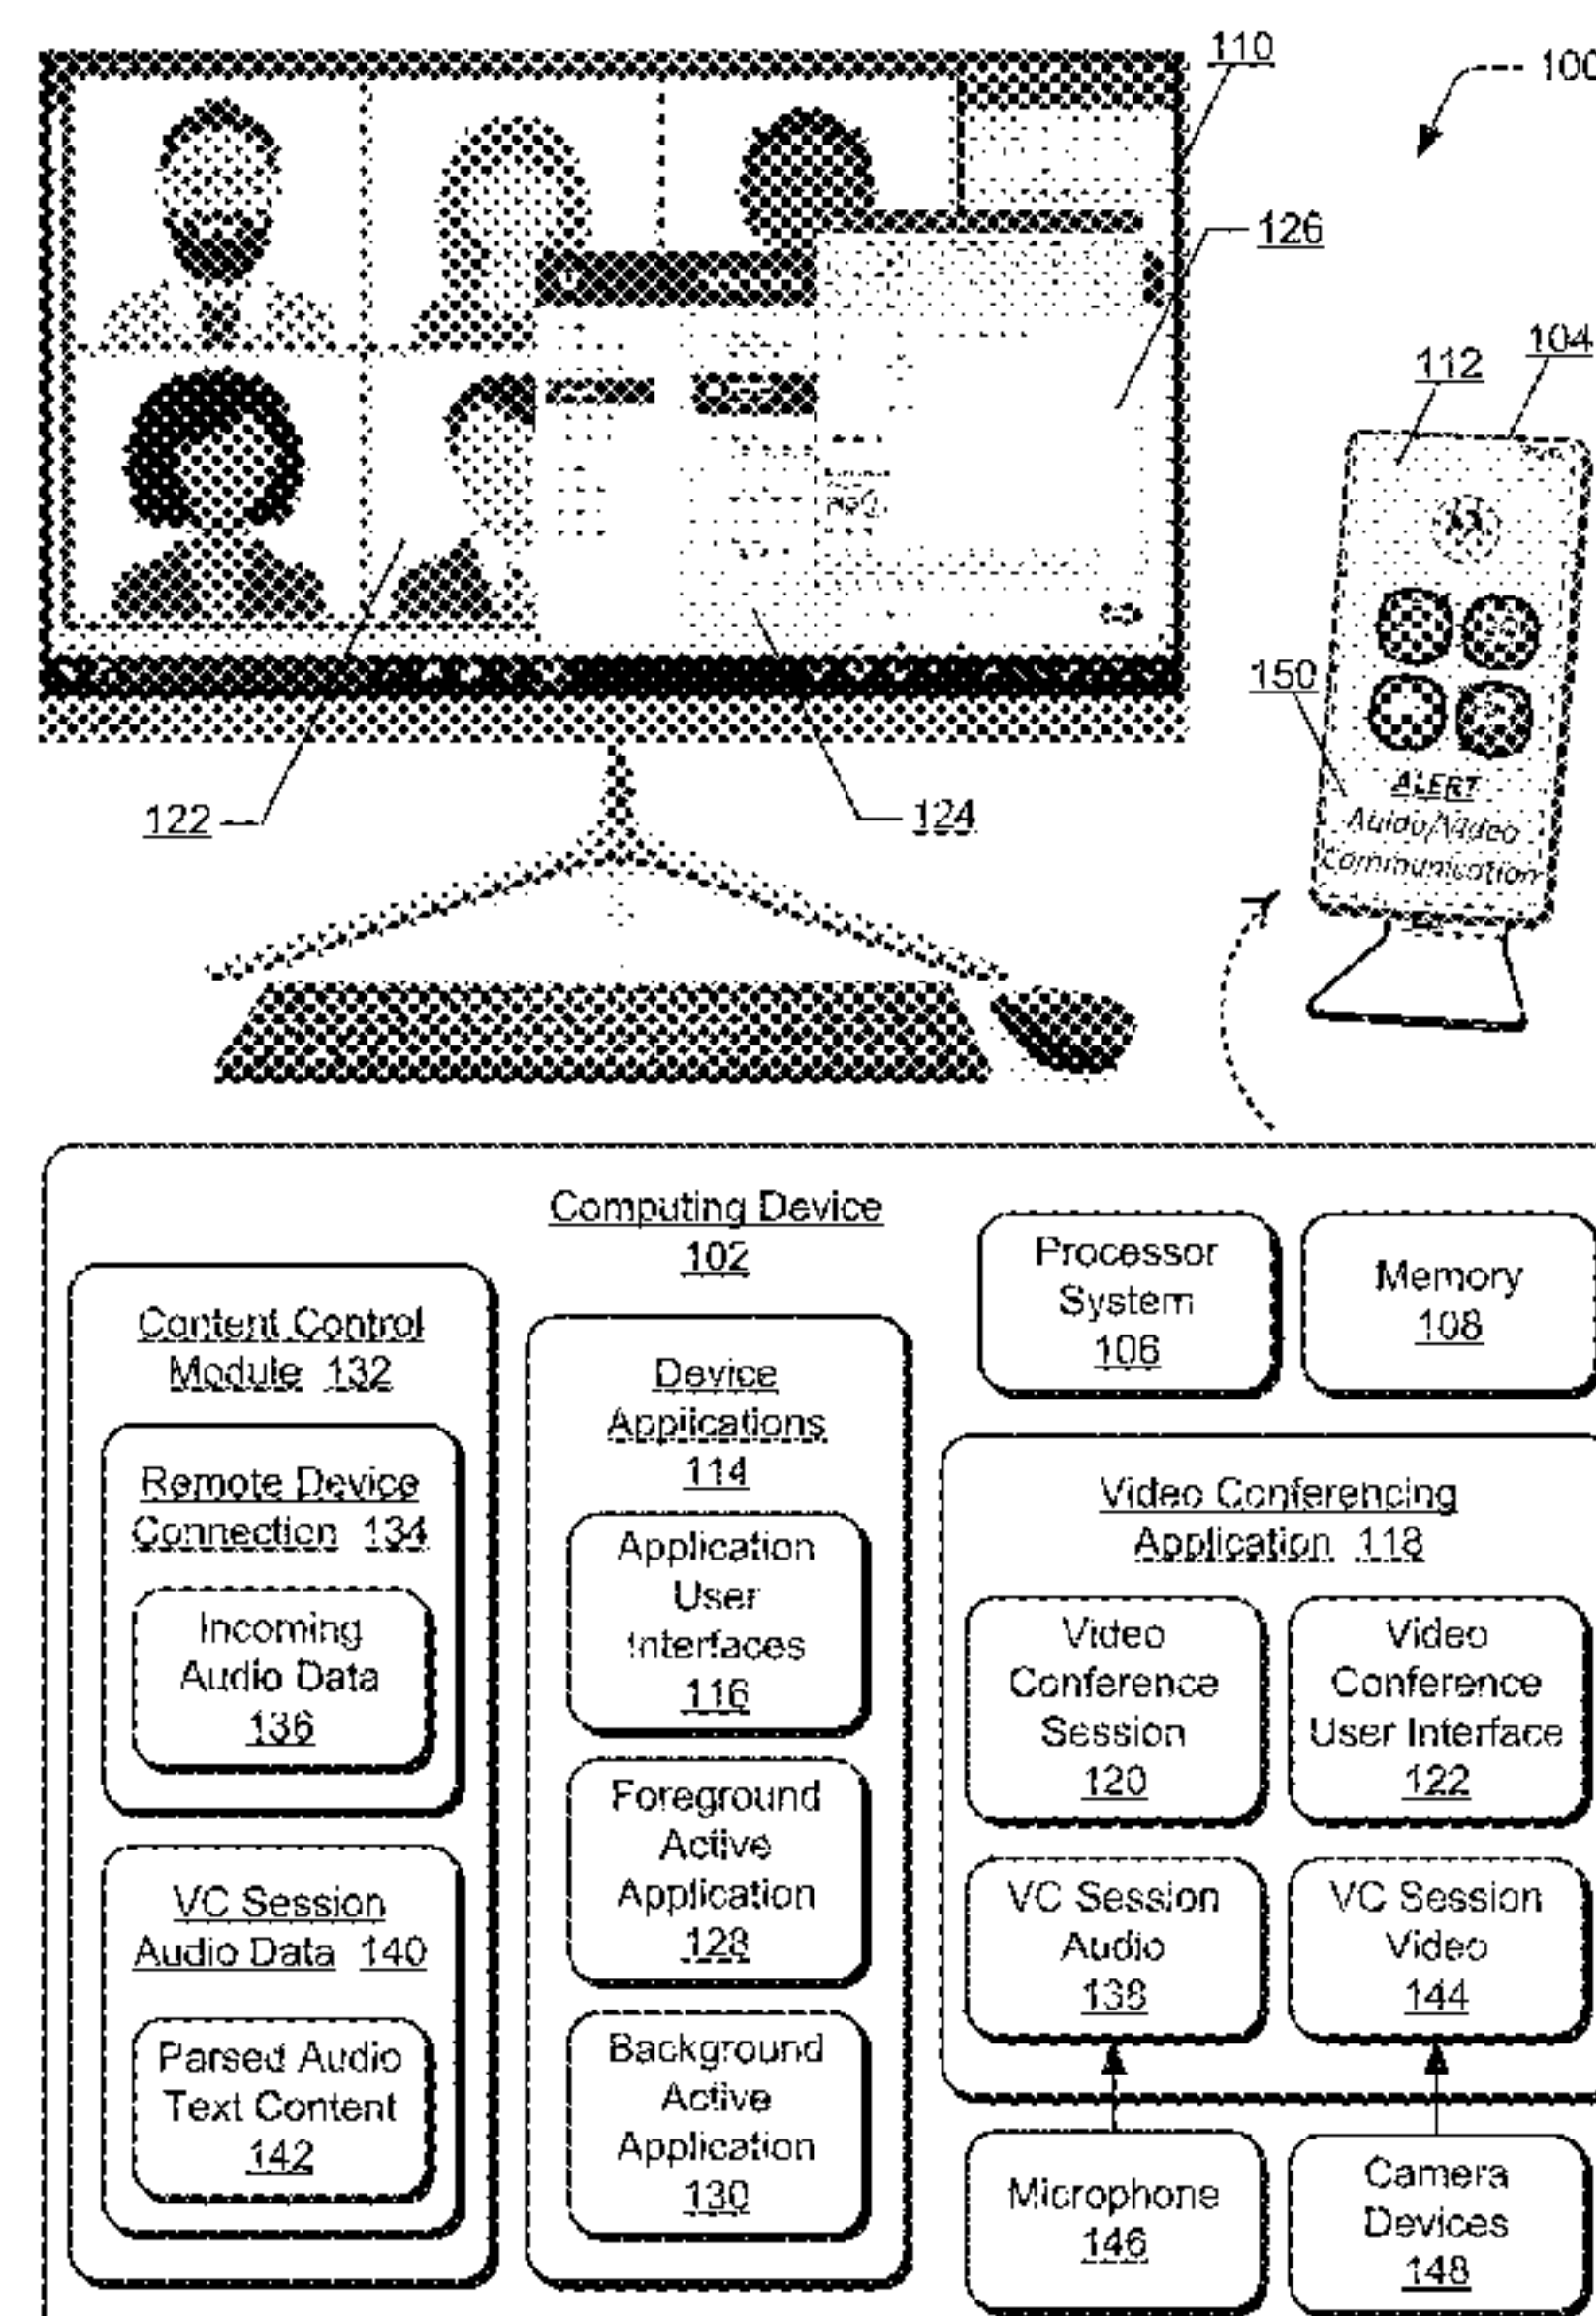 110
100
126
104
112
150
ALERT
Auido/Video
Communication
122
124
Computing Device
102
Processor
System
106
Memory
108
Content Control
Module 132
Remote Device
Connection 134
Incoming
Audio Data
136
VC Session
Audio Data 140
Parsed Audio
Text Content
142
Device
Applications
114
Application
User
Interfaces
116
Foreground
Active
Application
128
Background
Active
Application
130
Video Conferencing
Application 118
Video
Conference
Session
120
Video
Conference
User Interface
122
VC Session
Audio
138
VC Session
Video
144
Microphone
146
Camera
Devices
148